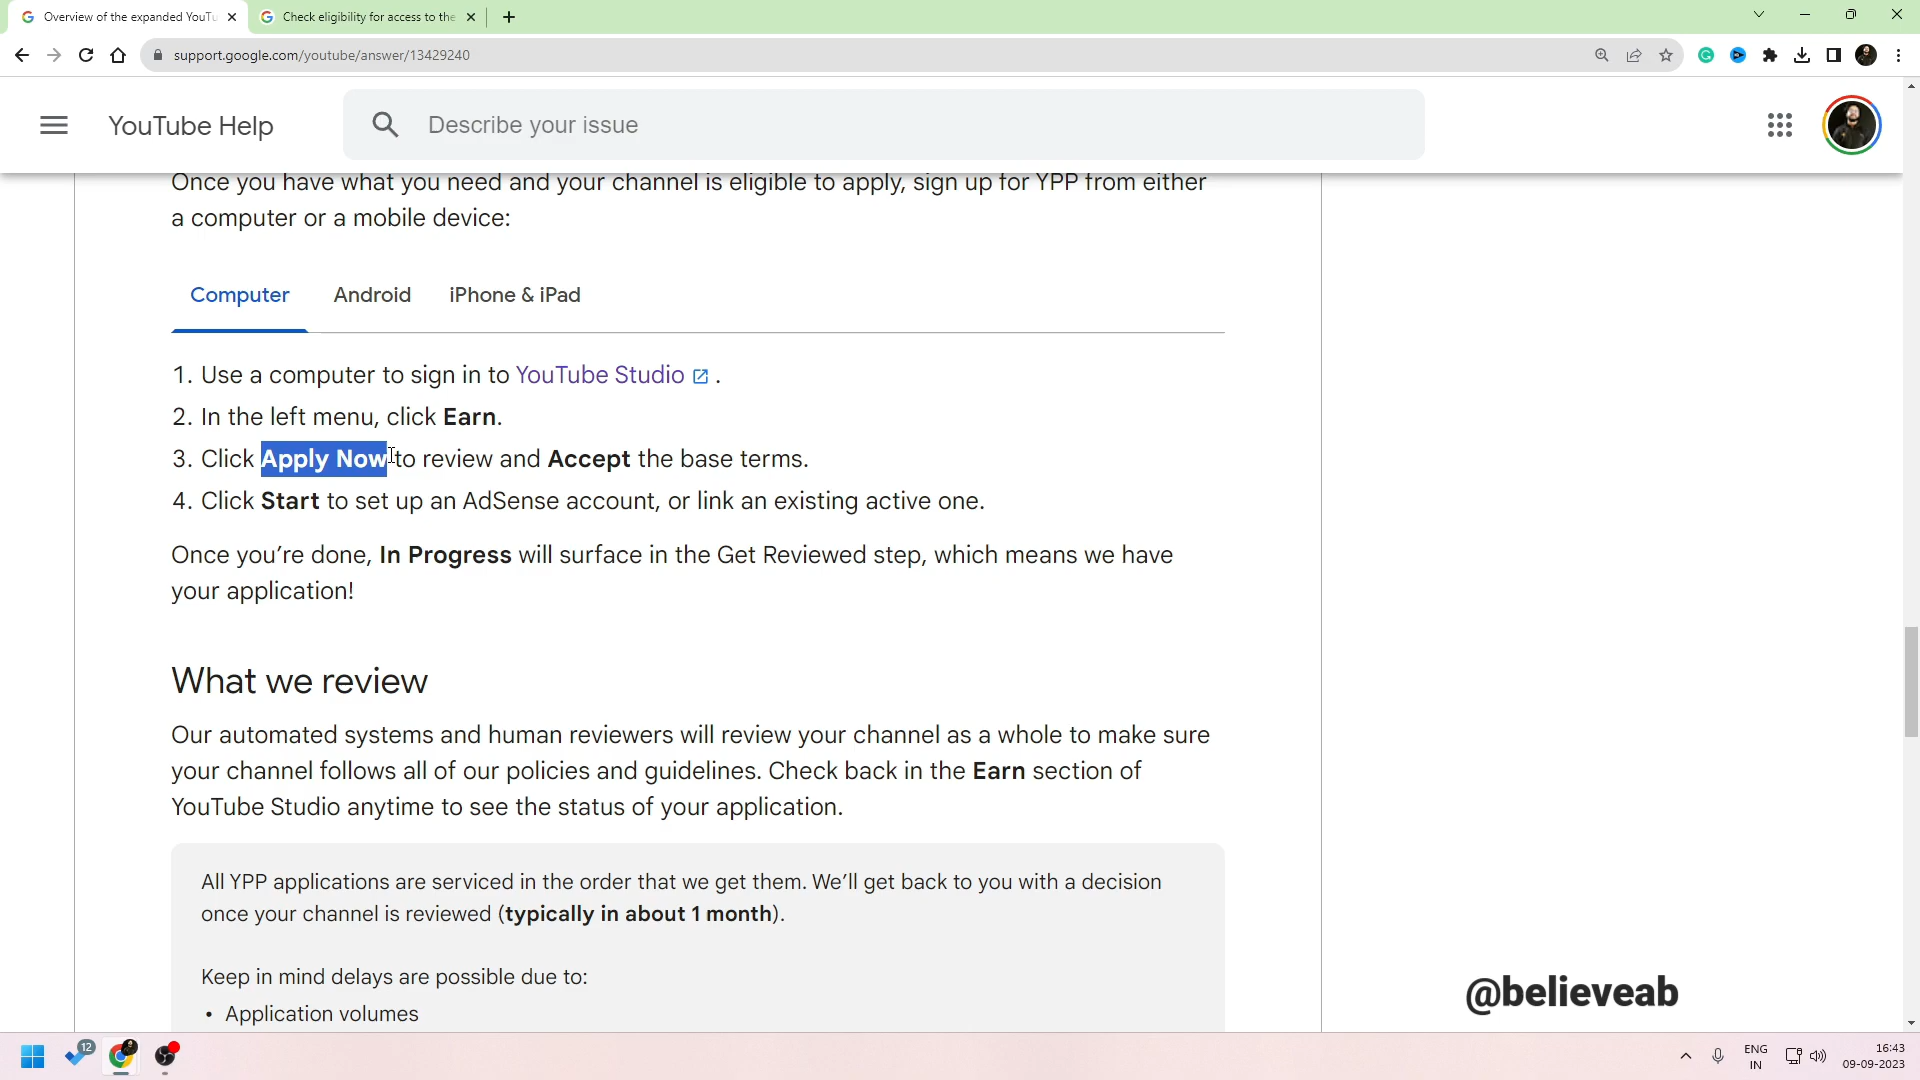 Overview of the expanded YouTu
Check eligibility for access to the
support.google.com/youtube/answer/13429240
YouTube Help
Describe your issue
Once you have what you need and your channel is eligible to apply, sign up for YPP from either
a computer or a mobile device:
Computer
Android
iPhone & iPad
1. Use a computer to sign in to YouTube Studio .
2. In the left menu, click Earn.
3. Click Apply Now to review and Accept the base terms.
4. Click Start to set up an AdSense account, or link an existing active one.
Once you’re done, In Progress will surface in the Get Reviewed step, which means we have
your application!
What we review
Our automated systems and human reviewers will review your channel as a whole to make sure
your channel follows all of our policies and guidelines. Check back in the Earn section of
YouTube Studio anytime to see the status of your application.
All YPP applications are serviced in the order that we get them. We’ll get back to you with a decision
once your channel is reviewed (typically in about 1 month).
Keep in mind delays are possible due to:
• Application volumes
@believeab
12
ENG
IN
16:43
09-09-2023